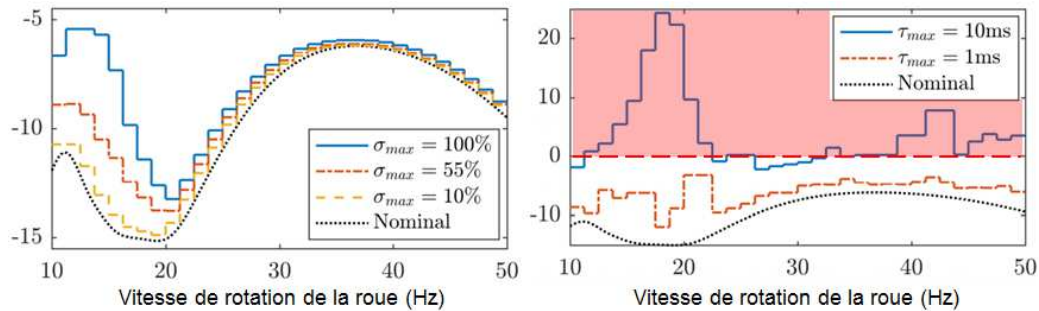 -5
-10
-15
10
20
30
40
50
σmax = 100%
σmax = 55%
σmax = 10%
Nominal
Vitesse de rotation de la roue (Hz)
20
10
0
-10
10
20
30
40
50
τmax = 10ms
τmax = 1ms
Nominal
Vitesse de rotation de la roue (Hz)